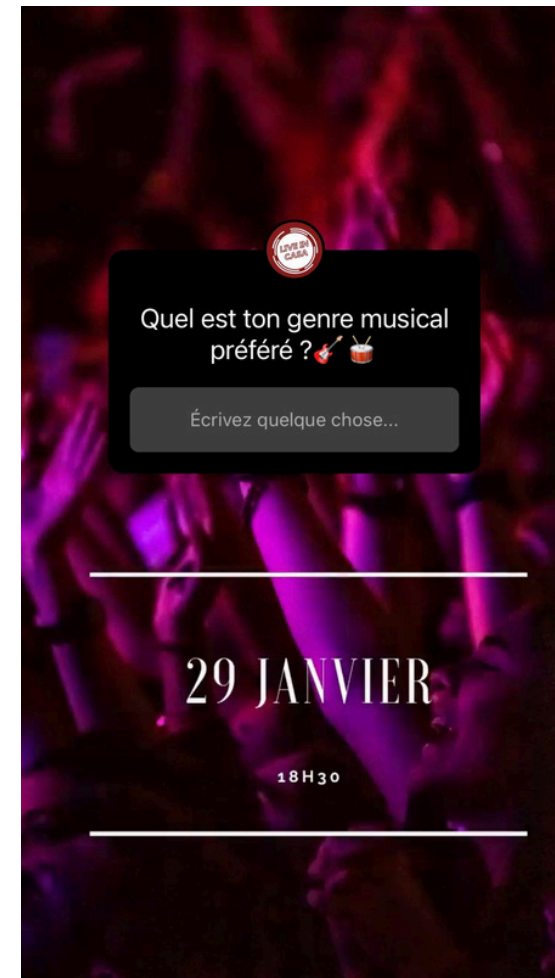 LIVE IN
CASA
Quel est ton genre musical
préféré ?🎸 🥁
Écrivez quelque chose...
29 JANVIER
18H30